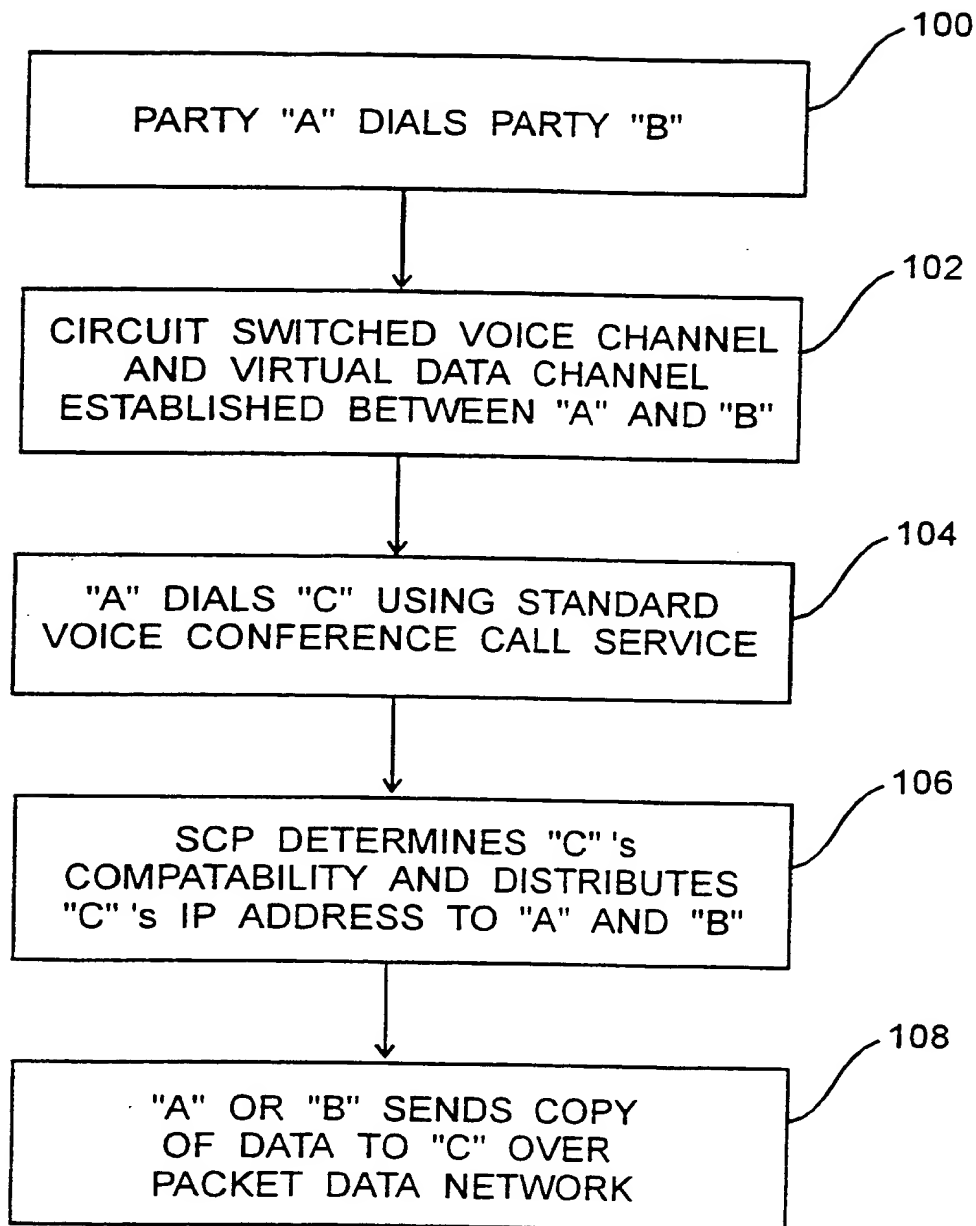 100
PARTY "A" DIALS PARTY "B"
102
CIRCUIT SWITCHED VOICE CHANNEL
AND VIRTUAL DATA CHANNEL
ESTABLISHED BETWEEN "A" AND "B"
104
"A" DIALS "C" USING STANDARD
VOICE CONFERENCE CALL SERVICE
106
SCP DETERMINES "C"'s
COMPATABILITY AND DISTRIBUTES
"C"'s IP ADDRESS TO "A" AND "B"
108
"A" OR "B" SENDS COPY
OF DATA TO "C" OVER
PACKET DATA NETWORK